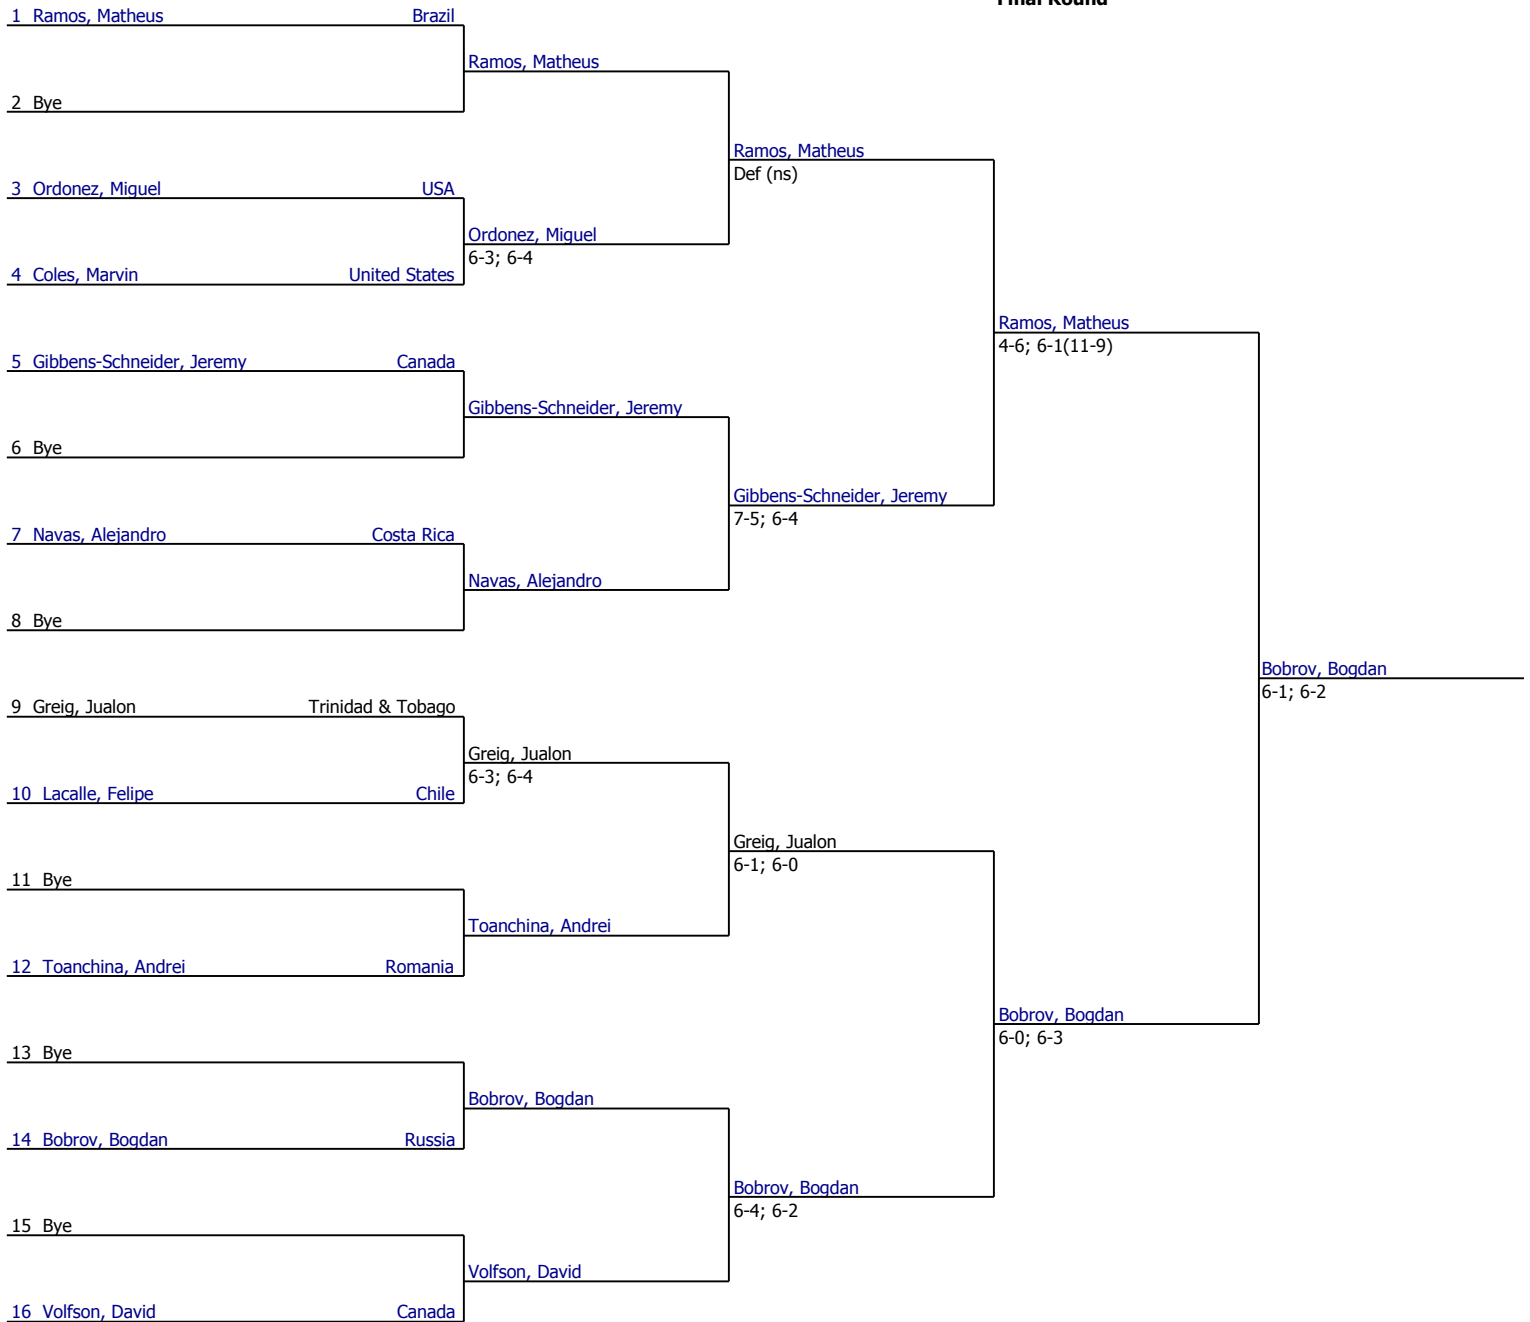 Final Round
1 Ramos, Matheus Brazil
2 Bye
3 Ordonez, Miguel USA
4 Coles, Marvin United States
5 Gibbens-Schneider, Jeremy Canada
6 Bye
7 Navas, Alejandro Costa Rica
8 Bye
9 Greig, Jualon Trinidad & Tobago
10 Lacalle, Felipe Chile
11 Bye
12 Toanchina, Andrei Romania
13 Bye
14 Bobrov, Bogdan Russia
15 Bye
16 Volfson, David Canada
Ramos, Matheus
Ordonez, Miguel
6-3; 6-4
Gibbens-Schneider, Jeremy
Navas, Alejandro
Greig, Jualon
6-3; 6-4
Toanchina, Andrei
Bobrov, Bogdan
Volfson, David
Ramos, Matheus
Def (ns)
Gibbens-Schneider, Jeremy
7-5; 6-4
Greig, Jualon
6-1; 6-0
Bobrov, Bogdan
6-4; 6-2
Ramos, Matheus
4-6; 6-1(11-9)
Bobrov, Bogdan
6-0; 6-3
Bobrov, Bogdan
6-1; 6-2